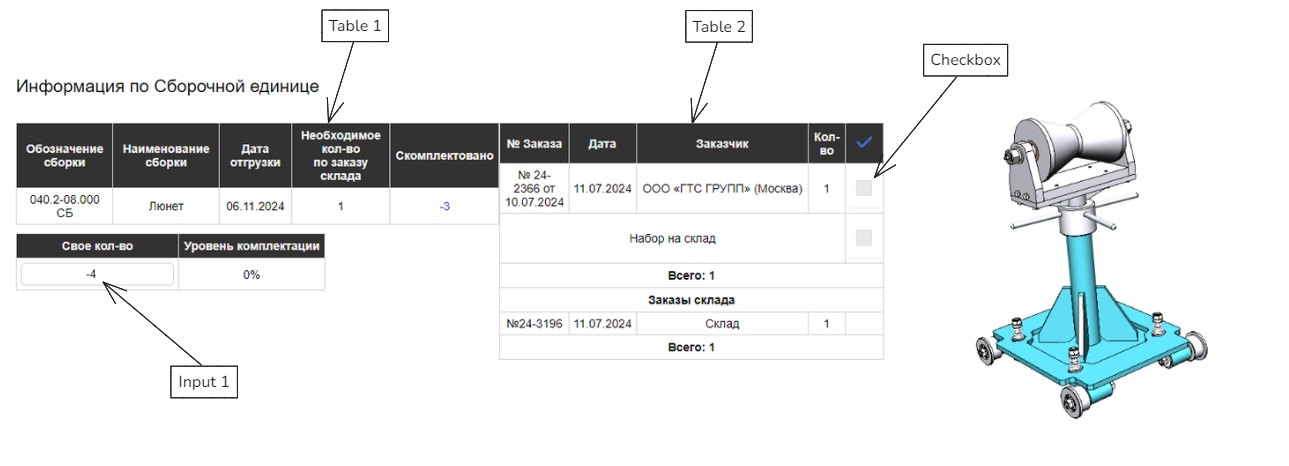 Table 1
Table 2
Checkbox
Информация по Сборочной единице
Обозначение
сборки
Наименование
сборки
Дата
отгрузки
Необходимое
кол-во
по заказу
склада
Скомплектовано
040.2-08.000
СБ
Люнет
06.11.2024
1
-3
Свое кол-во
Уровень комплектации
-4
0%
Input 1
№ Заказа
Дата
Заказчик
Кол-
во
№ 24-
2366 от
10.07.2024
11.07.2024
ООО «ГТС ГРУПП» (Москва)
1
Набор на склад
Всего: 1
Заказы склада
№24-3196
11.07.2024
Склад
1
Всего: 1